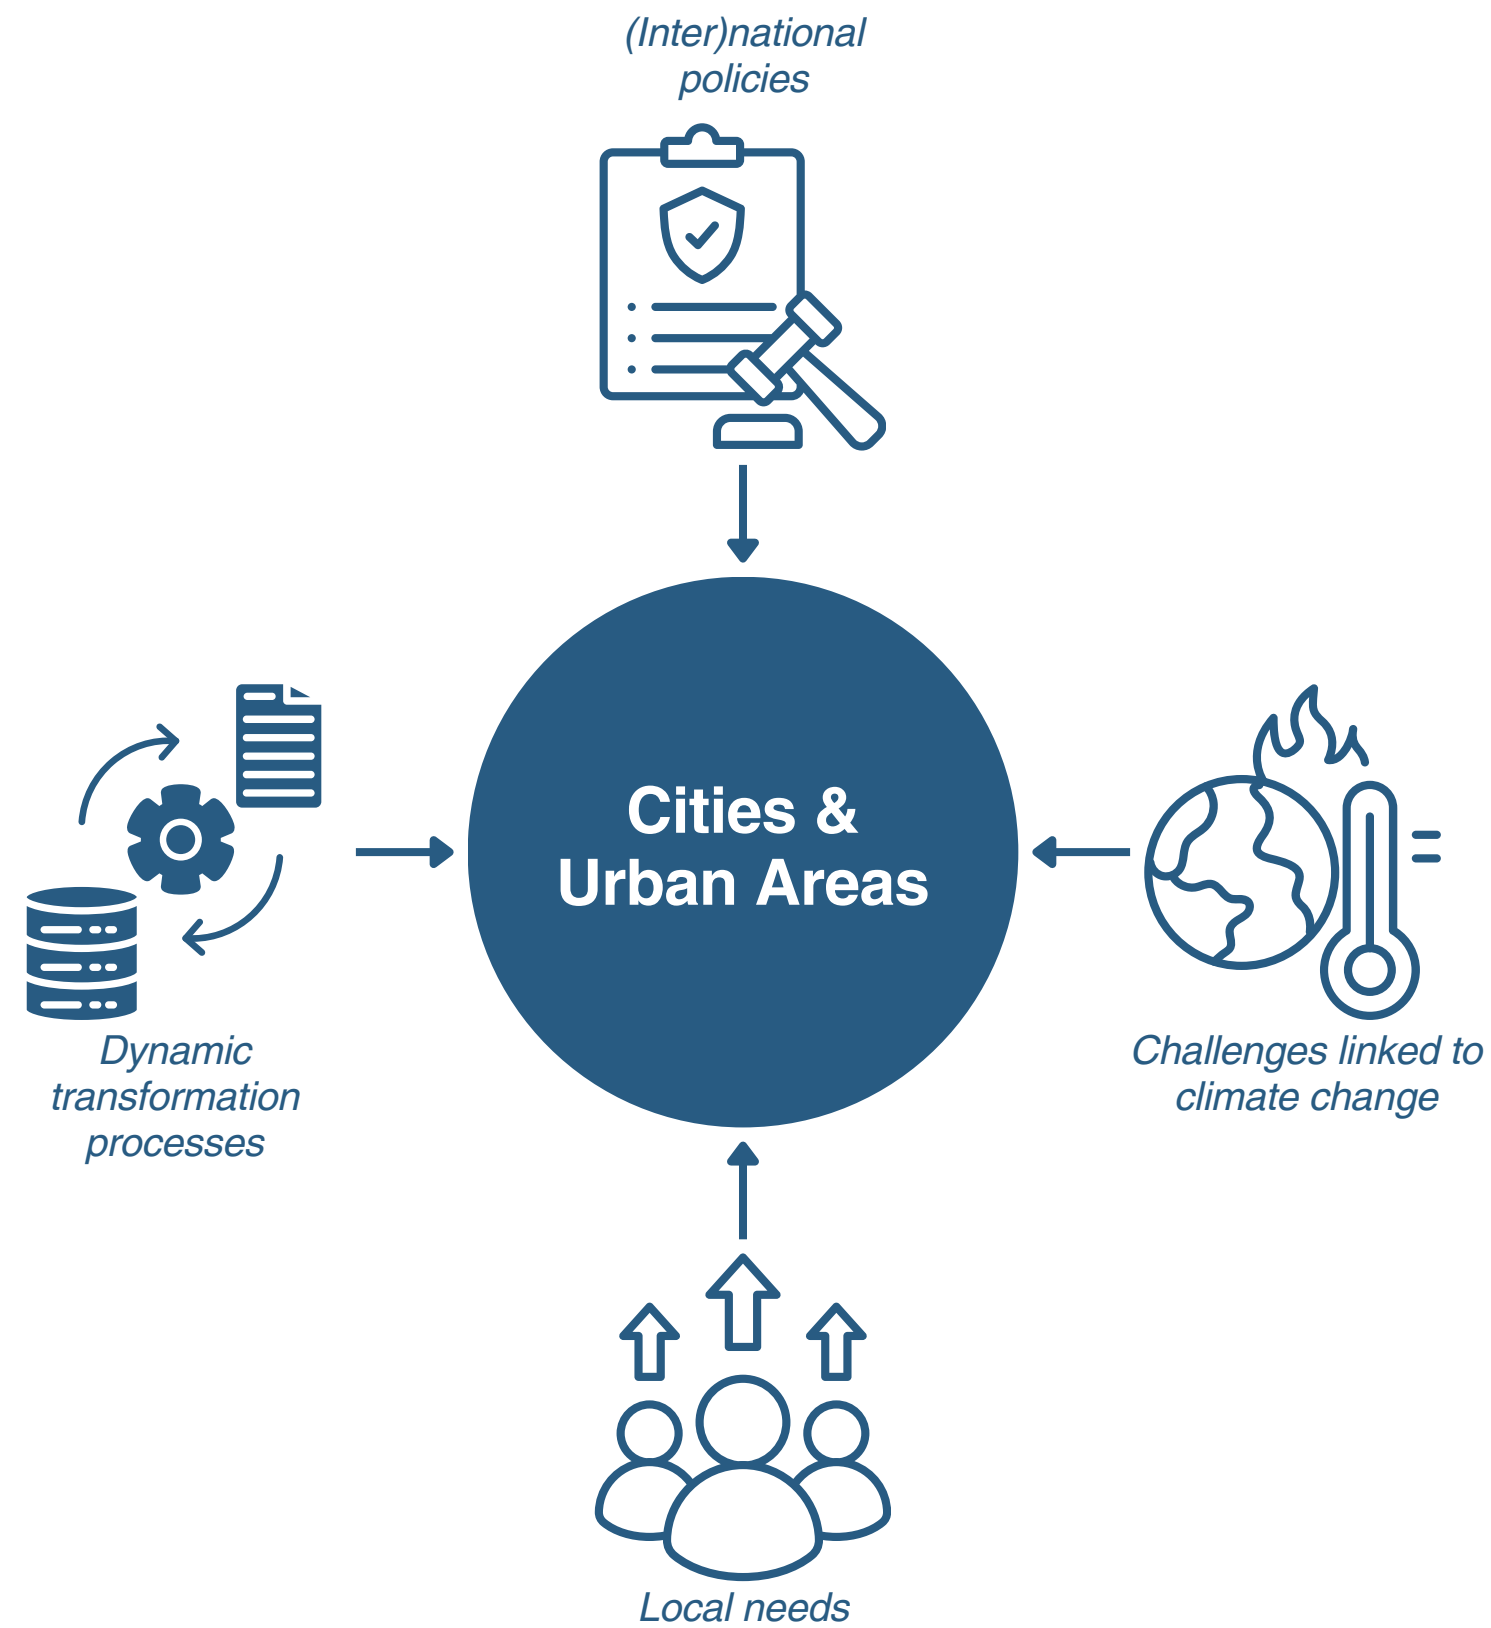 (Inter)national
policies
Cities &
Urban Areas
Dynamic
transformation
processes
Challenges linked to
climate change
Local needs